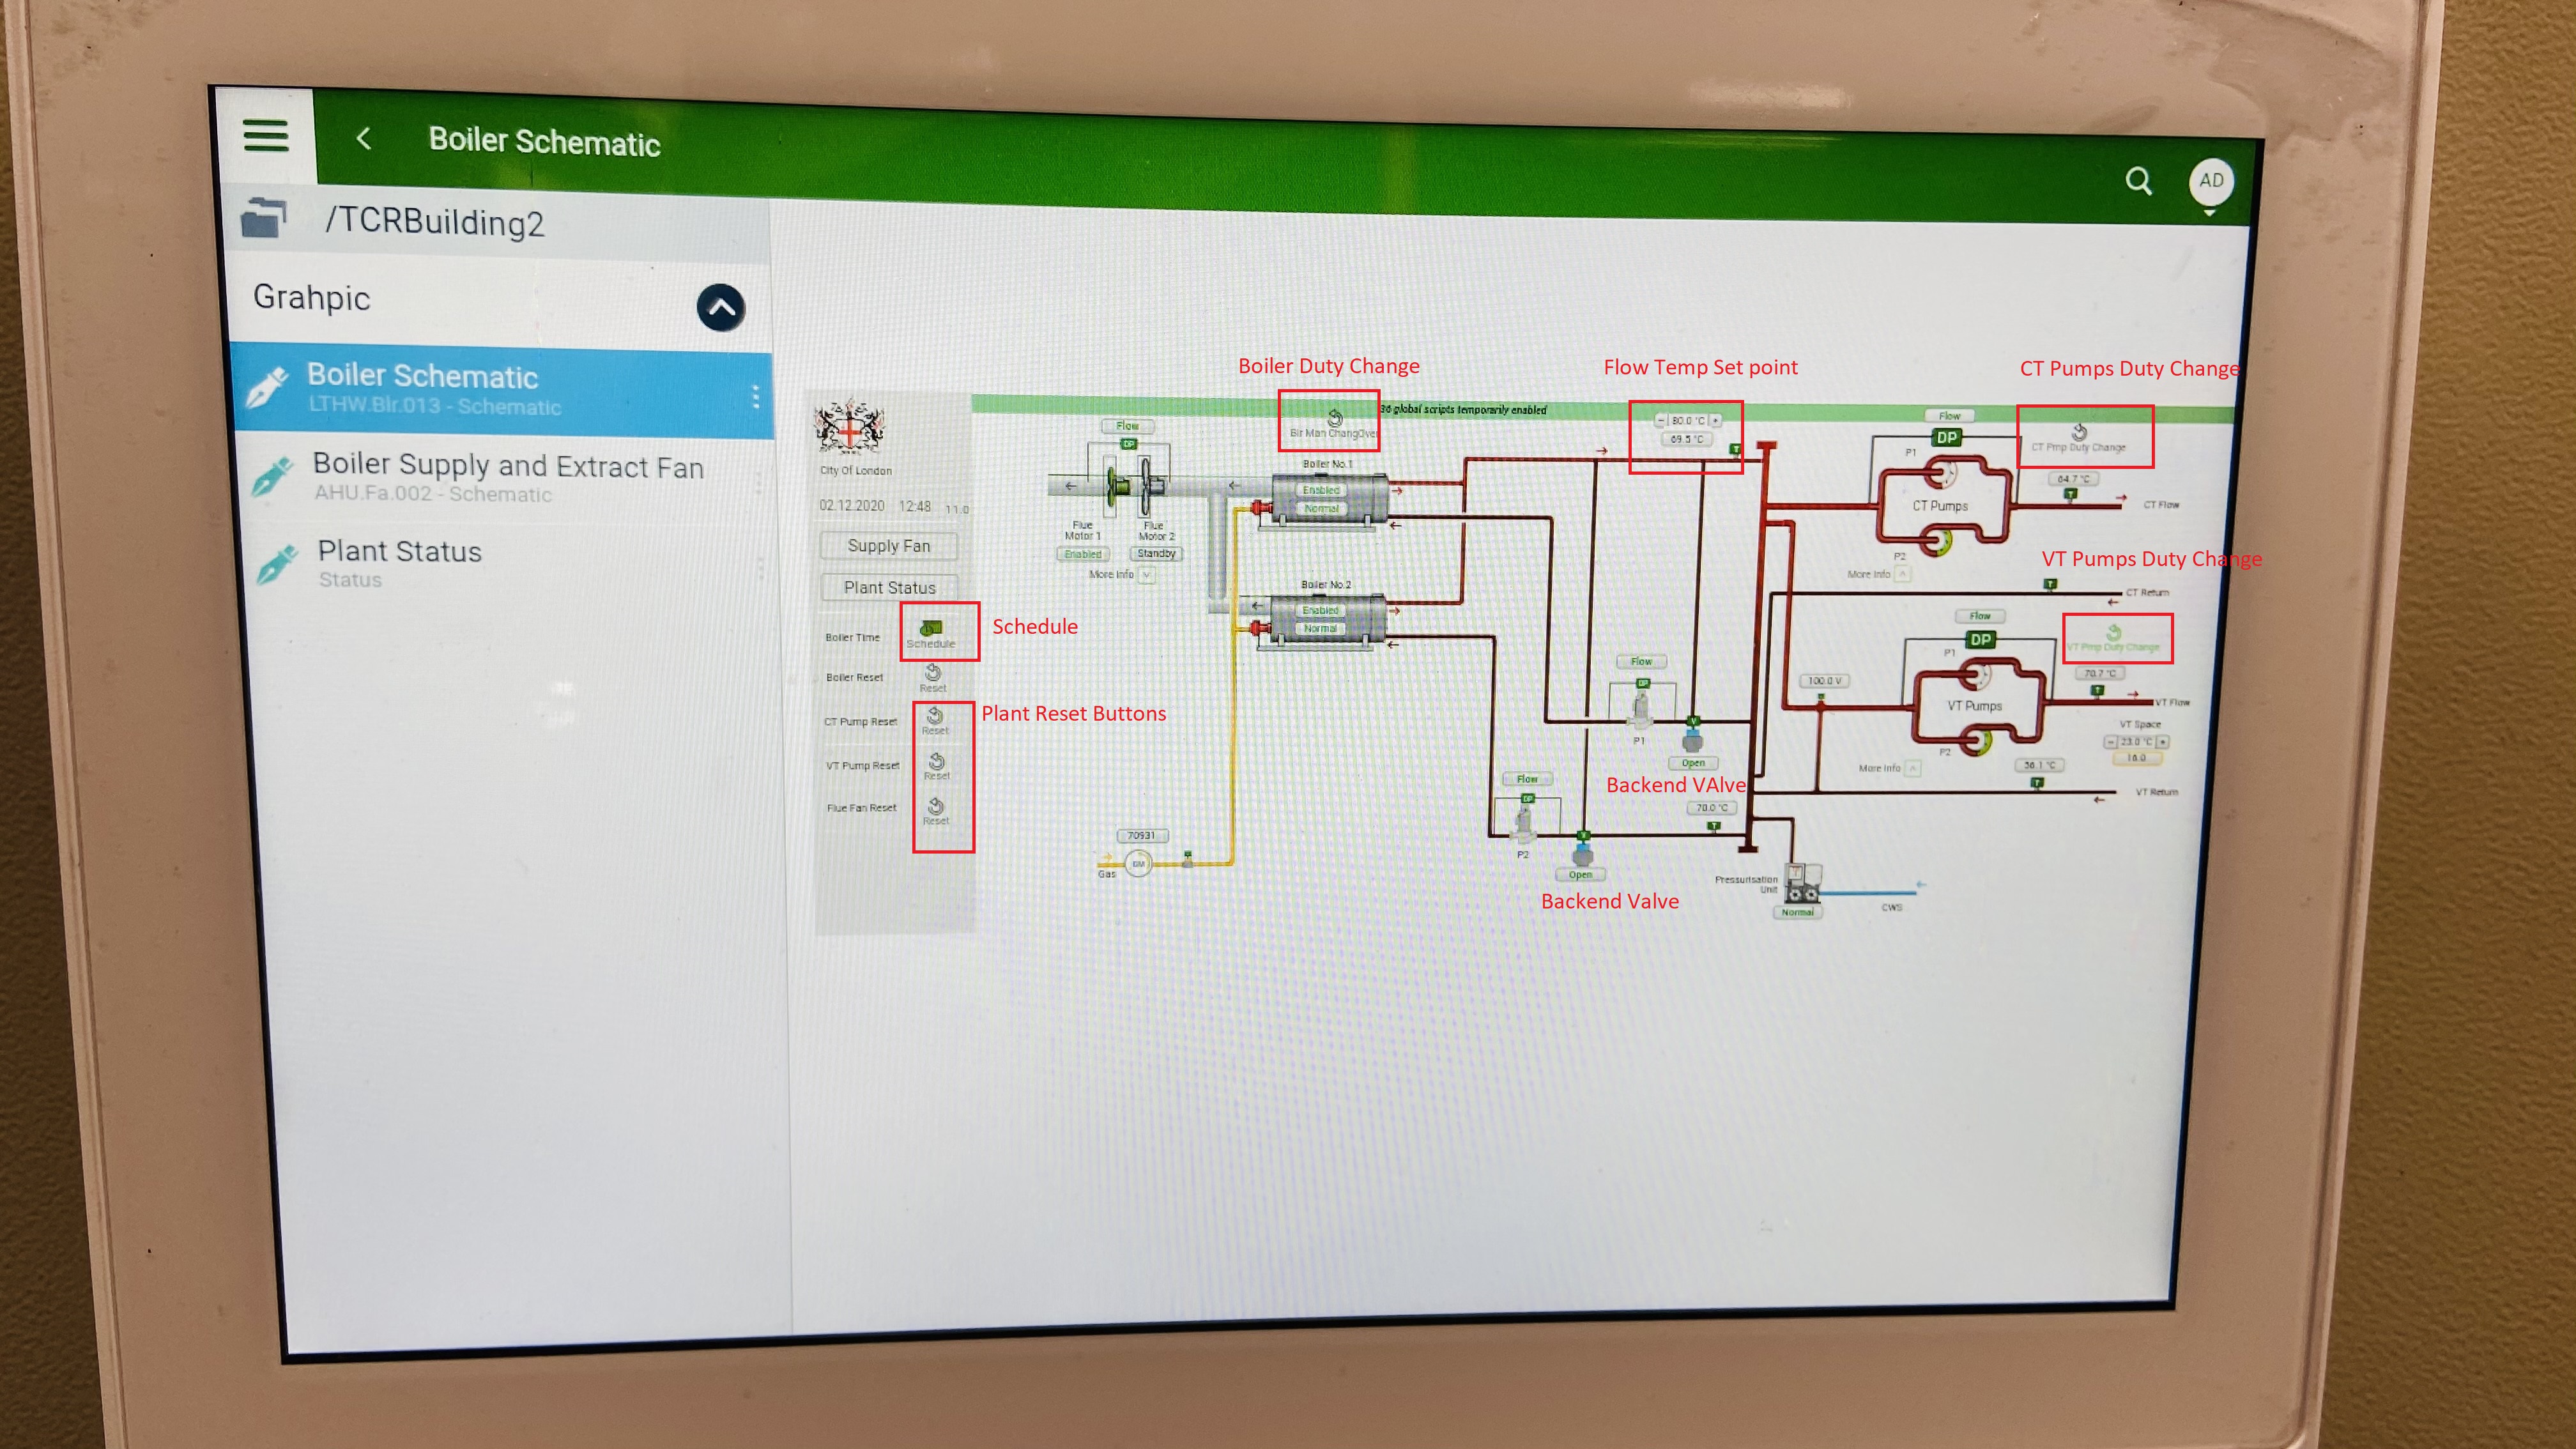 Boiler Schematic
AD
/TCRBuilding2
Grahpic
Boiler Schematic
LTHW.Blr.013 - Schematic
Boiler Supply and Extract Fan
AHU.Fa.002 - Schematic
Plant Status
Status
Boiler Duty Change
Flow Temp Set point
CT Pumps Duty Change
36 global scripts temporarily enabled
City Of London
02.12.2020 12:48 11.0
Supply Fan
Plant Status
Boiler Time
Schedule
Schedule
Boiler Reset
Reset
CT Pump Reset
Reset
Plant Reset Buttons
VT Pump Reset
Reset
Flue Fan Reset
Reset
Flow
DP
Flue Motor 1
Enabled
Flue Motor 2
Standby
More Info
Blr Man ChangOver
Boiler No.1
Enabled
Normal
Boiler No.2
Enabled
Normal
80.0 °C
69.5 °C
T
Flow
DP
P1
CT Pumps
P2
More Info
CT Pmp Duty Change
64.7 °C
T
CT Flow
VT Pumps Duty Change
T
CT Return
Flow
DP
P1
VT Pumps
P2
More Info
VT Pmp Duty Change
70.7 °C
T
VT Flow
VT Space
23.0 °C
16.0
100.0 V
36.1 °C
T
VT Return
Flow
DP
P1
Open
Backend VAlve
70.0 °C
T
Flow
DP
P2
Open
Backend Valve
70931
GM
Gas
Pressurisation Unit
Normal
CWS